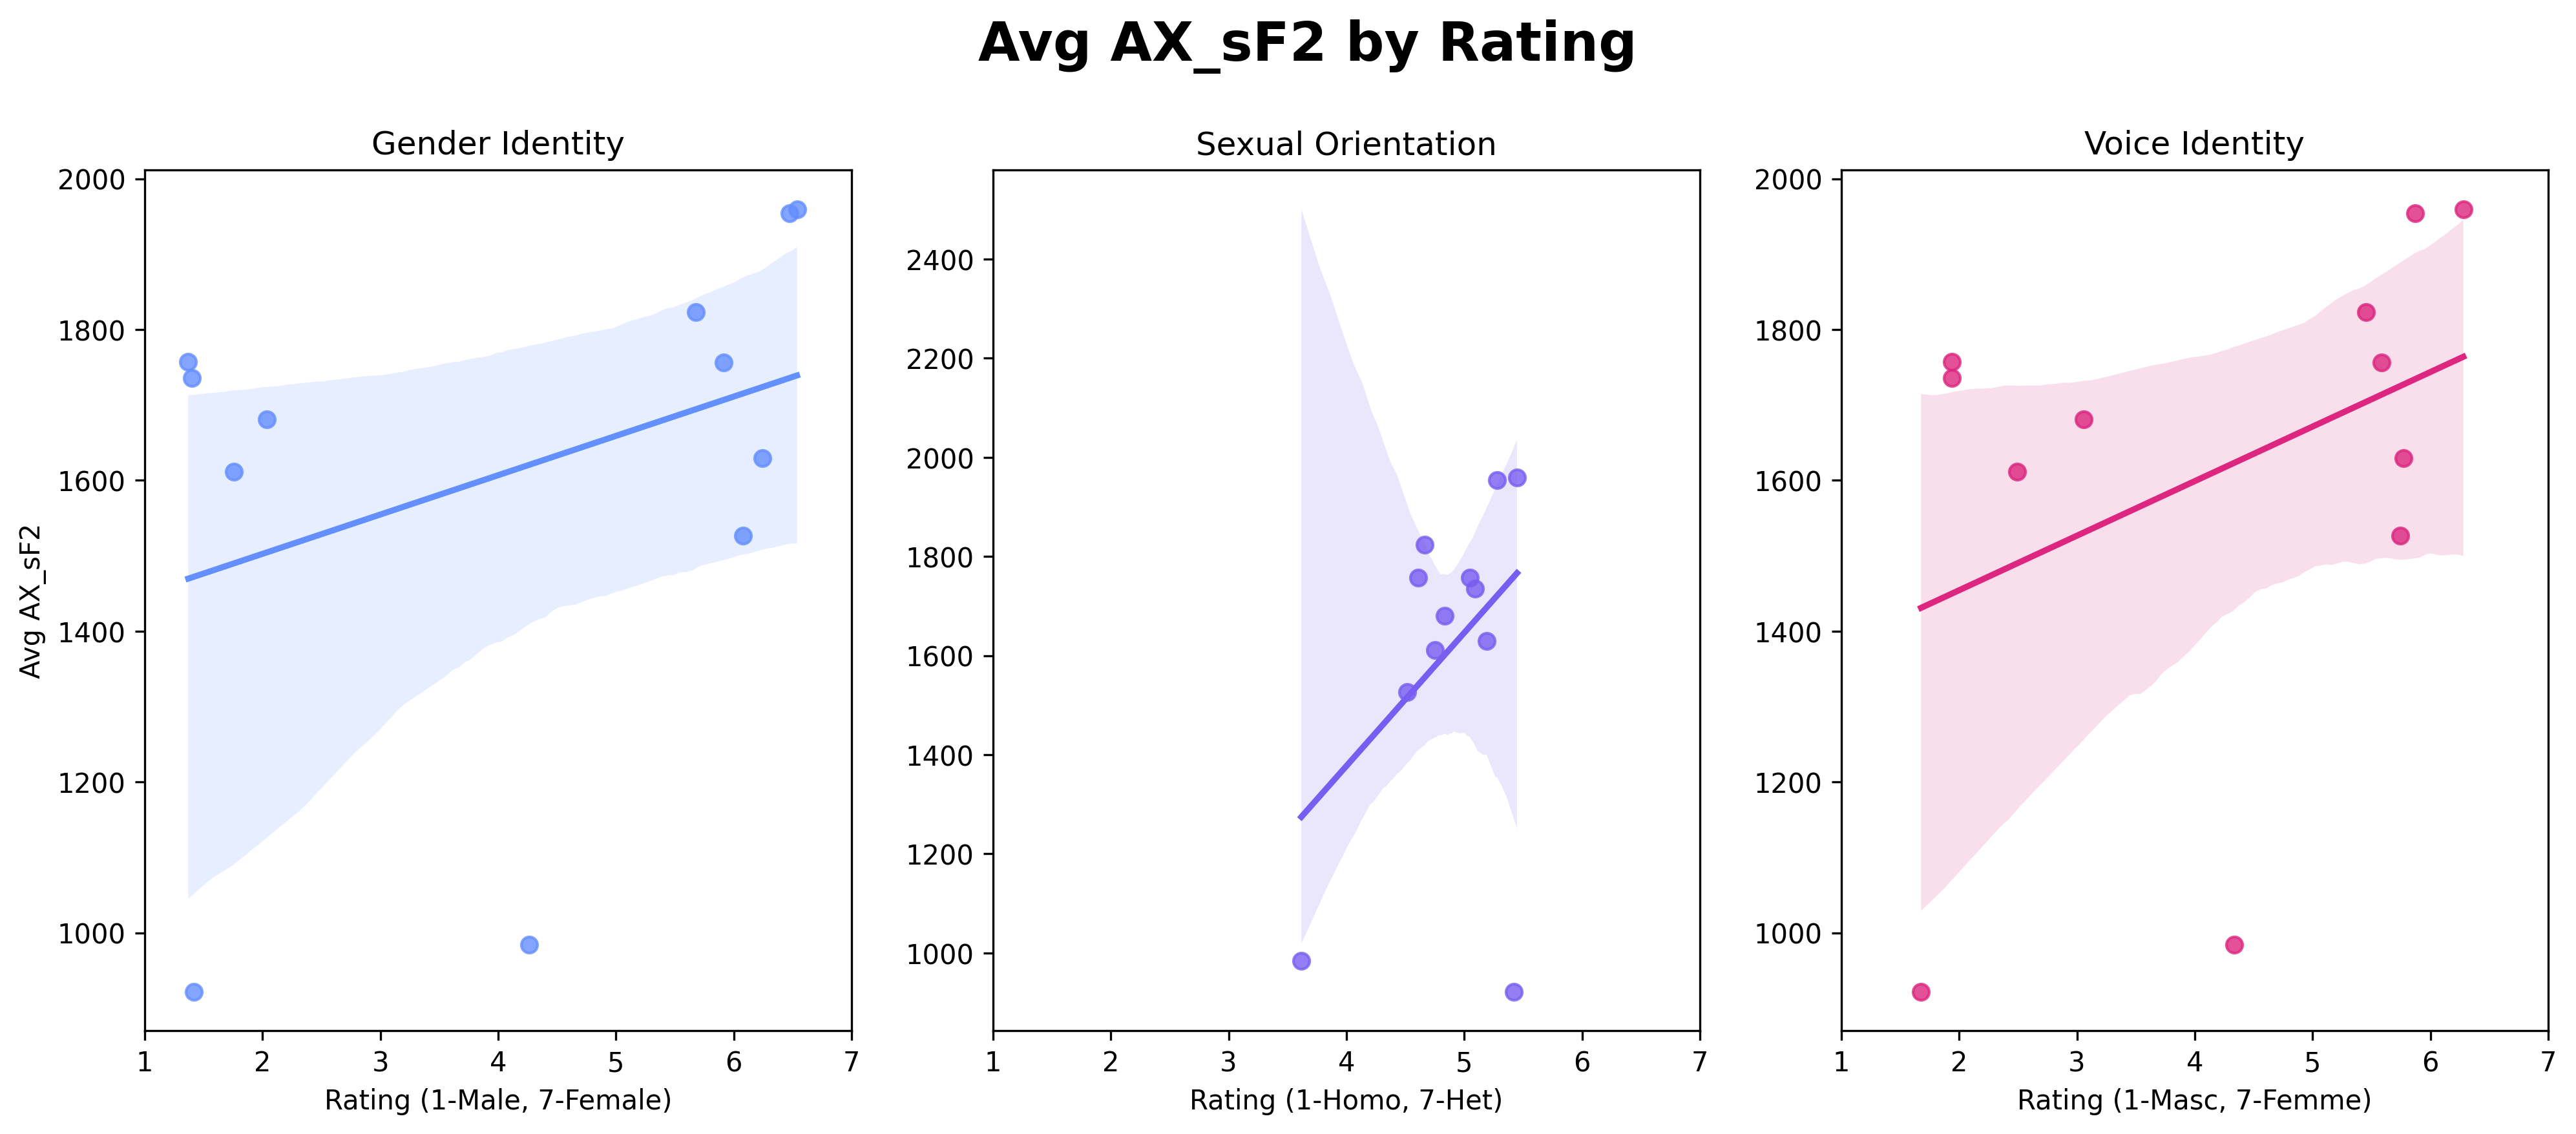 Avg AX_sF2 by Rating
Gender Identity
2000
1800
1600
1400
1200
1000
Avg AX_sF2
1 2 3 4 5 6 7
Rating (1-Male, 7-Female)
Sexual Orientation
2400
2200
2000
1800
1600
1400
1200
1000
1 2 3 4 5 6 7
Rating (1-Homo, 7-Het)
Voice Identity
2000
1800
1600
1400
1200
1000
1 2 3 4 5 6 7
Rating (1-Masc, 7-Femme)